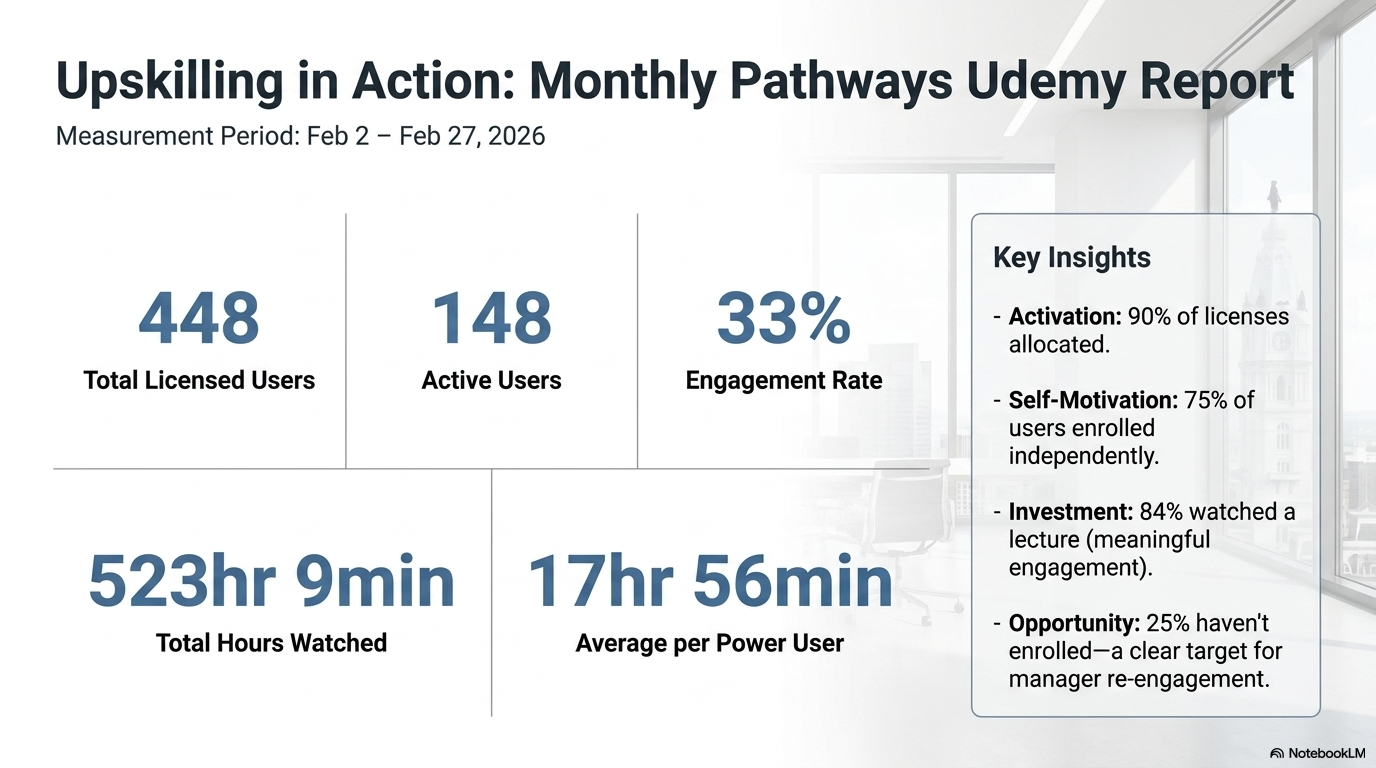 Upskilling in Action: Monthly Pathways Udemy Report
Measurement Period: Feb 2 – Feb 27, 2026
448
Total Licensed Users
148
Active Users
33%
Engagement Rate
523hr 9min
Total Hours Watched
17hr 56min
Average per Power User
Key Insights
- Activation: 90% of licenses
allocated.
- Self-Motivation: 75% of
users enrolled
independently.
- Investment: 84% watched a
lecture (meaningful
engagement).
- Opportunity: 25% haven't
enrolled—a clear target for
manager re-engagement.
NotebookLM